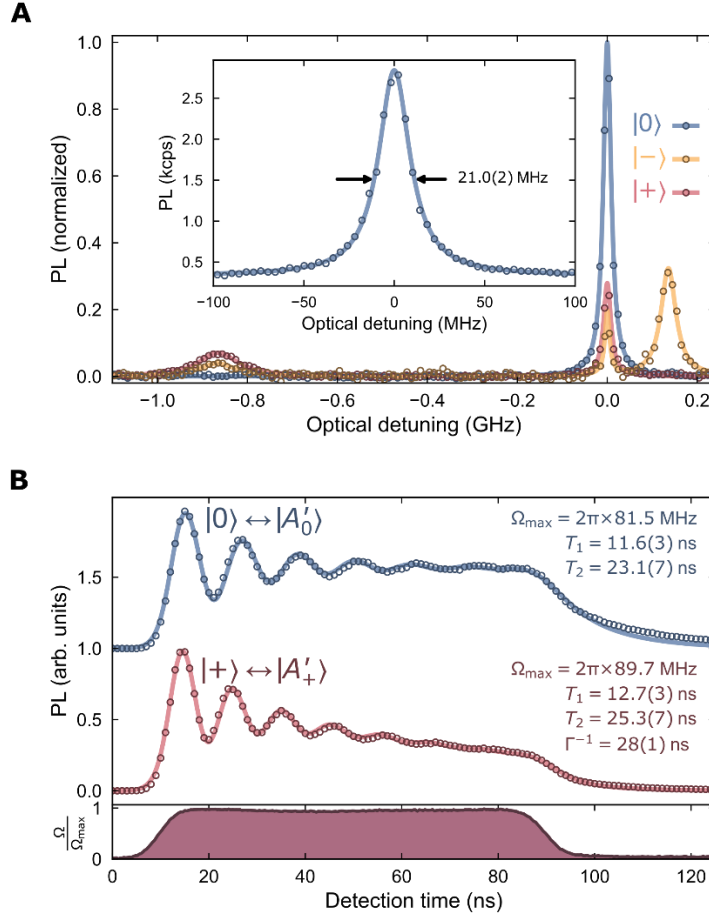 A
1.0
0.8
0.6
0.4
0.2
0.0
PL (normalized)
2.5
2.0
1.5
1.0
0.5
PL (kcps)
21.0(2) MHz
−100
−50
0
50
100
Optical detuning (MHz)
|0⟩
|−⟩
|+⟩
−1.0
−0.8
−0.6
−0.4
−0.2
0.0
0.2
Optical detuning (GHz)
B
|0⟩ ↔ |A′₀⟩
Ωmax = 2π×81.5 MHz
T₁ = 11.6(3) ns
T₂ = 23.1(7) ns
1.5
1.0
0.5
0.0
PL (arb. units)
|+⟩ ↔ |A′₊⟩
Ωmax = 2π×89.7 MHz
T₁ = 12.7(3) ns
T₂ = 25.3(7) ns
Γ⁻¹ = 28(1) ns
Ω/Ωmax
1
0
0
20
40
60
80
100
120
Detection time (ns)